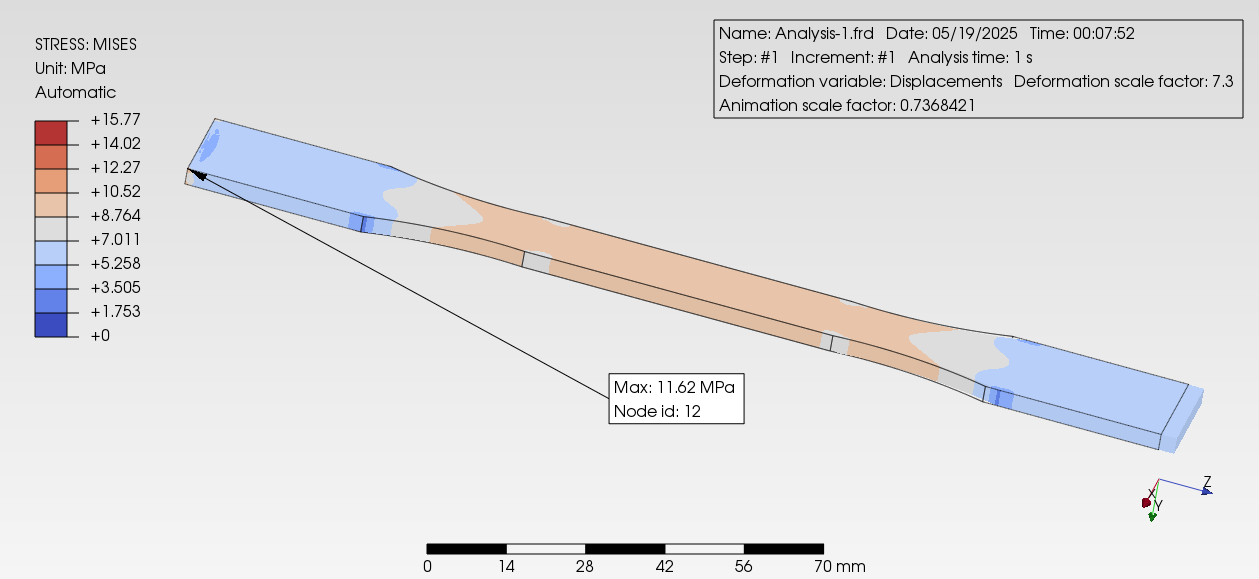 STRESS: MISES
Unit: MPa
Automatic
+15.77
+14.02
+12.27
+10.52
+8.764
+7.011
+5.258
+3.505
+1.753
+0
Name: Analysis-1.frd   Date: 05/19/2025   Time: 00:07:52
Step: #1   Increment: #1   Analysis time: 1 s
Deformation variable: Displacements   Deformation scale factor: 7.3
Animation scale factor: 0.7368421
Max: 11.62 MPa
Node id: 12
Z
X
Y
0 14 28 42 56 70 mm